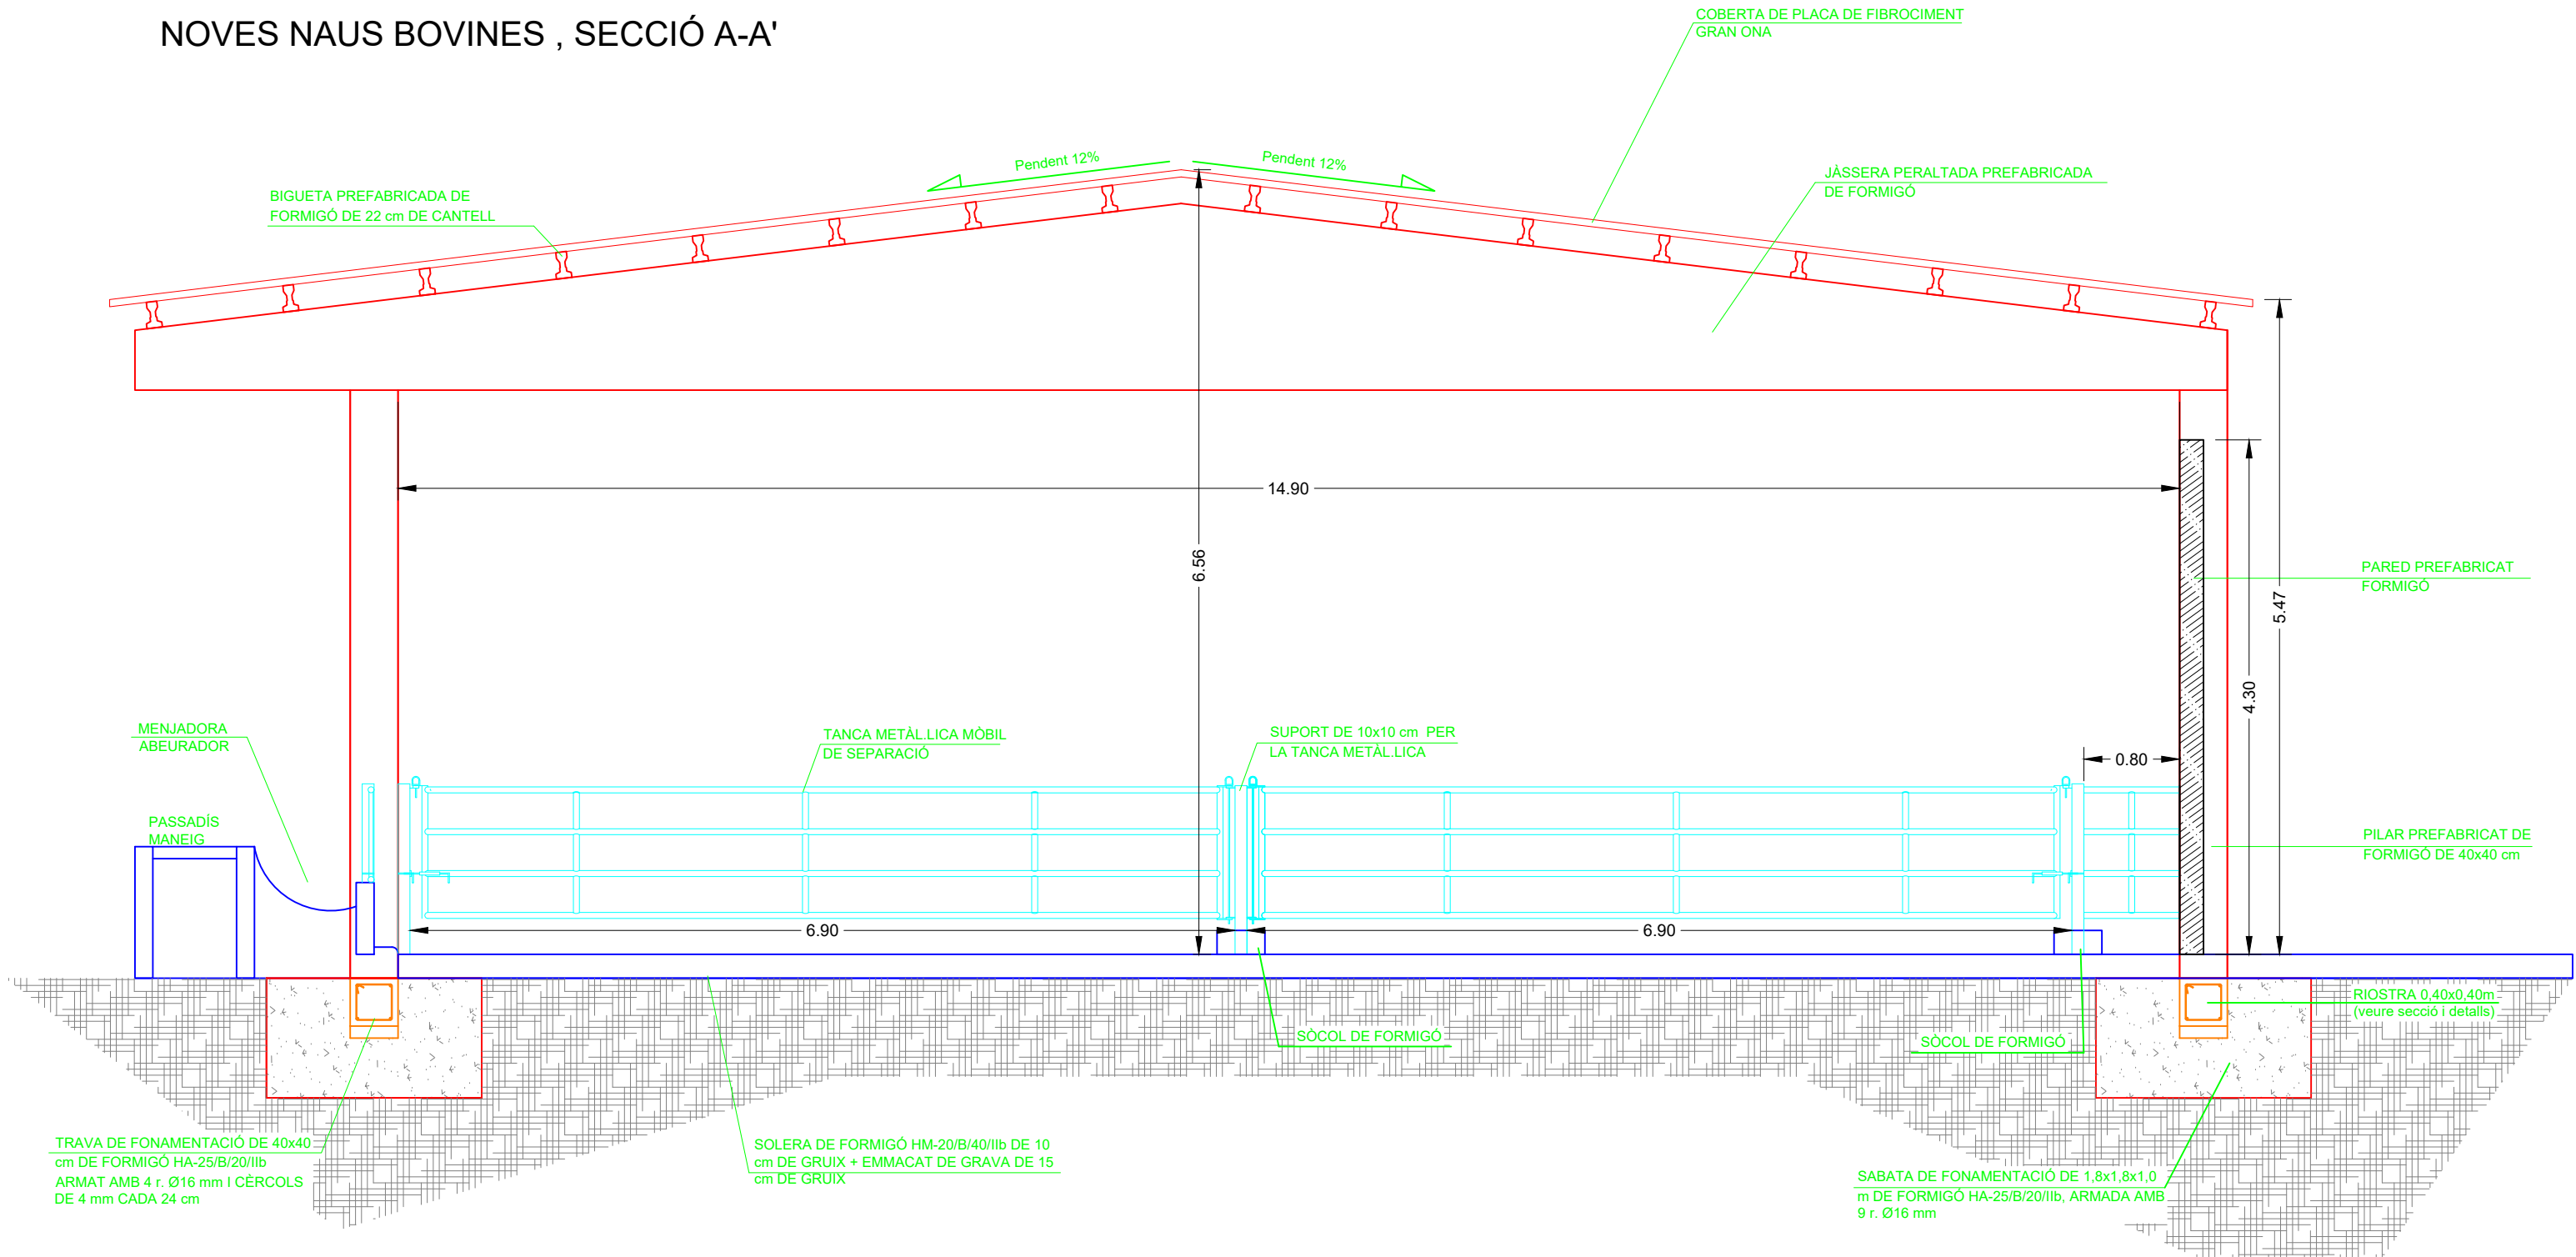 NOVES NAUS BOVINES , SECCIÓ A-A'
COBERTA DE PLACA DE FIBROCIMENT
GRAN ONA
Pendent 12%
Pendent 12%
JÀSSERA PERALTADA PREFABRICADA
DE FORMIGÓ
BIGUETA PREFABRICADA DE
FORMIGÓ DE 22 cm DE CANTELL
14.90
6.56
PARED PREFABRICAT
FORMIGÓ
5.47
4.30
MENJADORA
ABEURADOR
TANCA METÀL.LICA MÒBIL
DE SEPARACIÓ
SUPORT DE 10x10 cm PER
LA TANCA METÀL.LICA
0.80
PASSADÍS
MANEIG
PILAR PREFABRICAT DE
FORMIGÓ DE 40x40 cm
6.90
6.90
RIOSTRA 0,40x0,40m
(veure secció i detalls)
SÒCOL DE FORMIGÓ
SÒCOL DE FORMIGÓ
TRAVA DE FONAMENTACIÓ DE 40x40
cm DE FORMIGÓ HA-25/B/20/IIb
ARMAT AMB 4 r. Ø16 mm I CÈRCOLS
DE 4 mm CADA 24 cm
SOLERA DE FORMIGÓ HM-20/B/40/IIb DE 10
cm DE GRUIX + EMMACAT DE GRAVA DE 15
cm DE GRUIX
SABATA DE FONAMENTACIÓ DE 1,8x1,8x1,0
m DE FORMIGÓ HA-25/B/20/IIb, ARMADA AMB
9 r. Ø16 mm